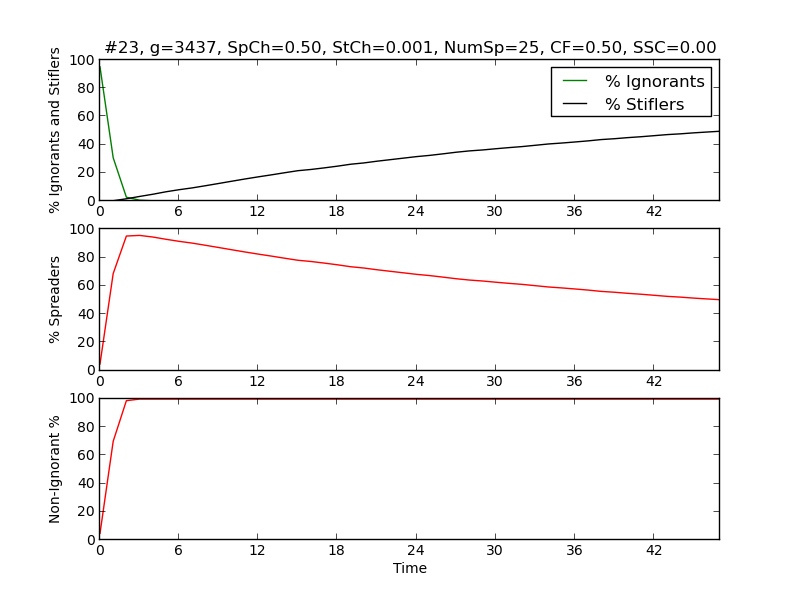 #23, g=3437, SpCh=0.50, StCh=0.001, NumSp=25, CF=0.50, SSC=0.00
% Ignorants and Stiflers
100
80
60
40
20
0
% Ignorants
% Stiflers
0 6 12 18 24 30 36 42
% Spreaders
100
80
60
40
20
0
0 6 12 18 24 30 36 42
Non-Ignorant %
100
80
60
40
20
0
0 6 12 18 24 30 36 42
Time